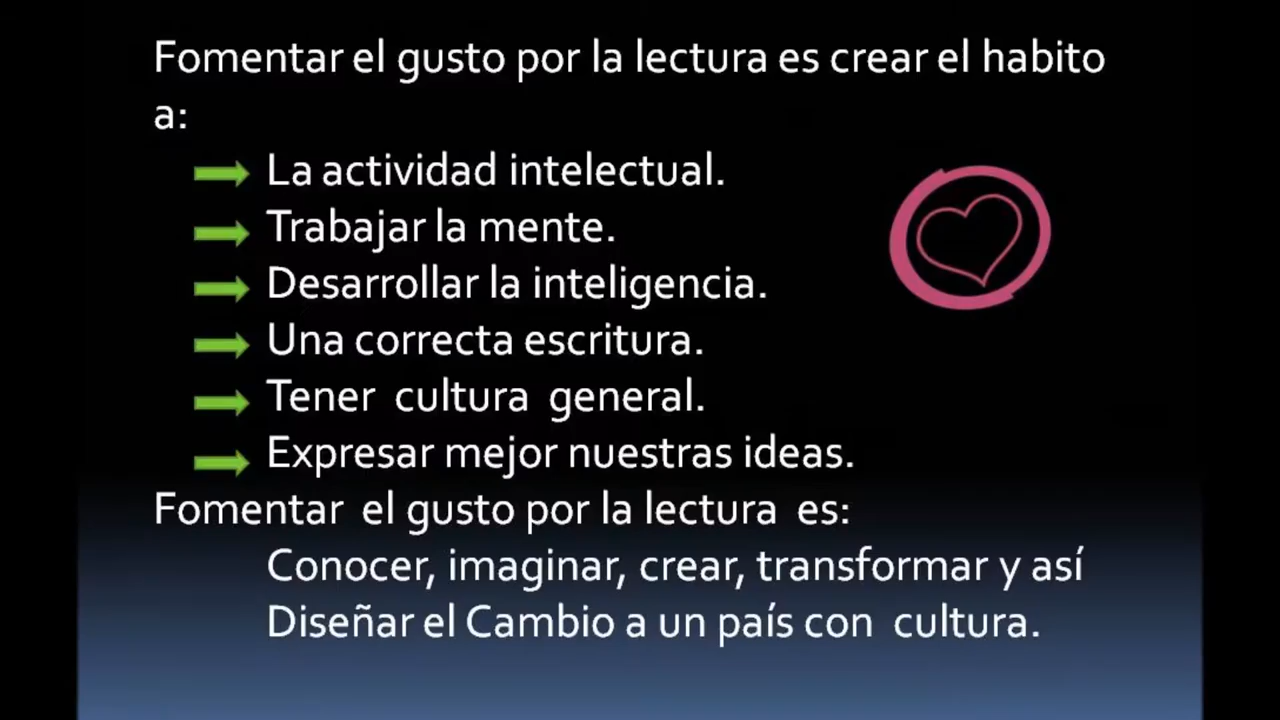 Fomentar el gusto por la lectura es crear el habito
a:
La actividad intelectual.
Trabajar la mente.
Desarrollar la inteligencia.
Una correcta escritura.
Tener cultura general.
Expresar mejor nuestras ideas.
Fomentar el gusto por la lectura es:
Conocer, imaginar, crear, transformar y así
Diseñar el Cambio a un país con cultura.